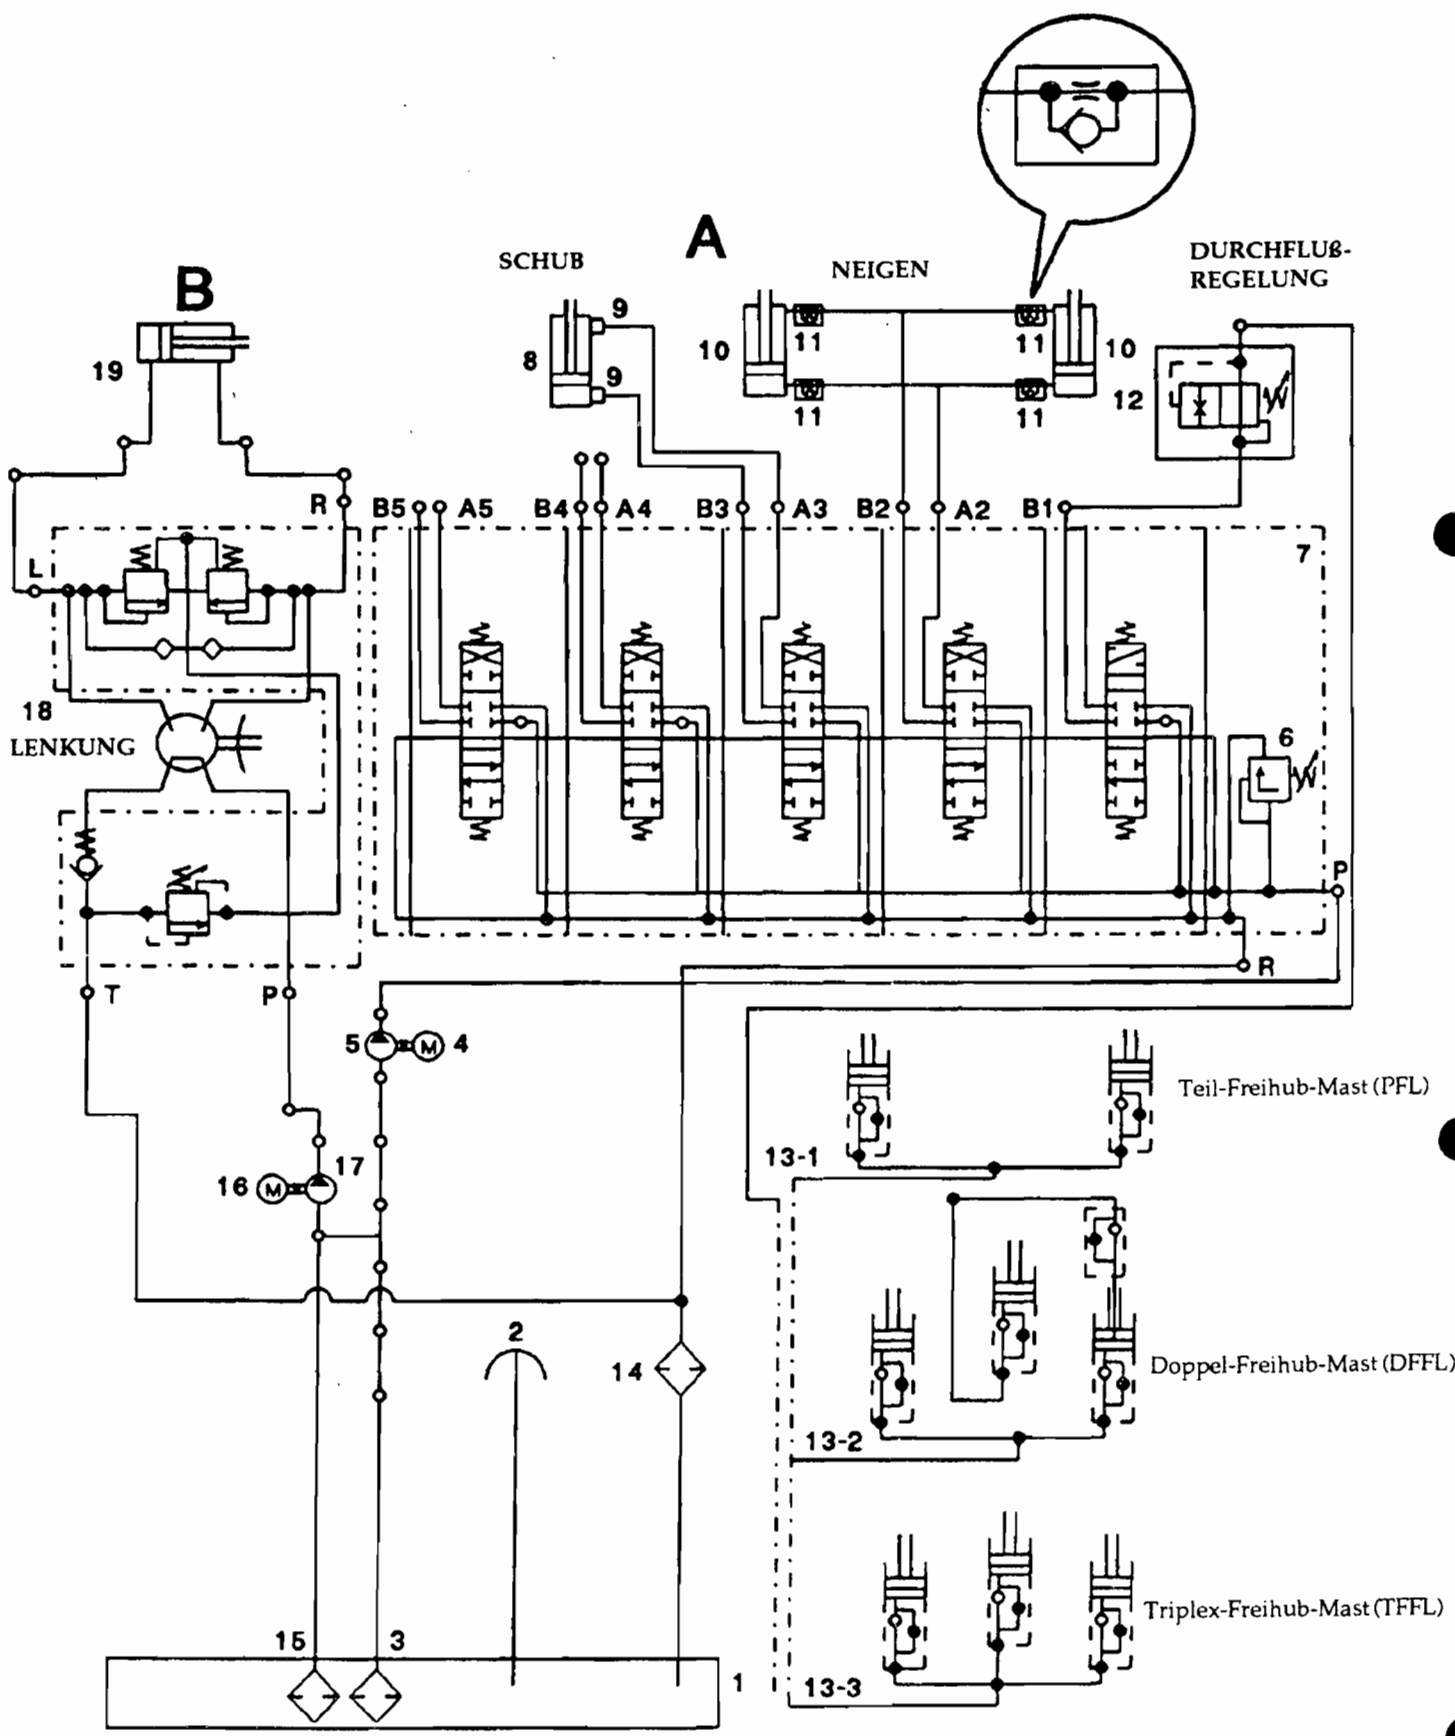 A
SCHUB
NEIGEN
DURCHFLUß-
REGELUNG
B
9
8
9
10
11
11
10
11
11
12
19
R
B5 A5
B4 A4
B3 A3
B2 A2
B1
L
7
18
LENKUNG
6
P
T
P
R
5
M
4
16
M
17
Teil-Freihub-Mast (PFL)
13-1
2
14
Doppel-Freihub-Mast (DFFL)
13-2
15
3
1
Triplex-Freihub-Mast (TFFL)
13-3